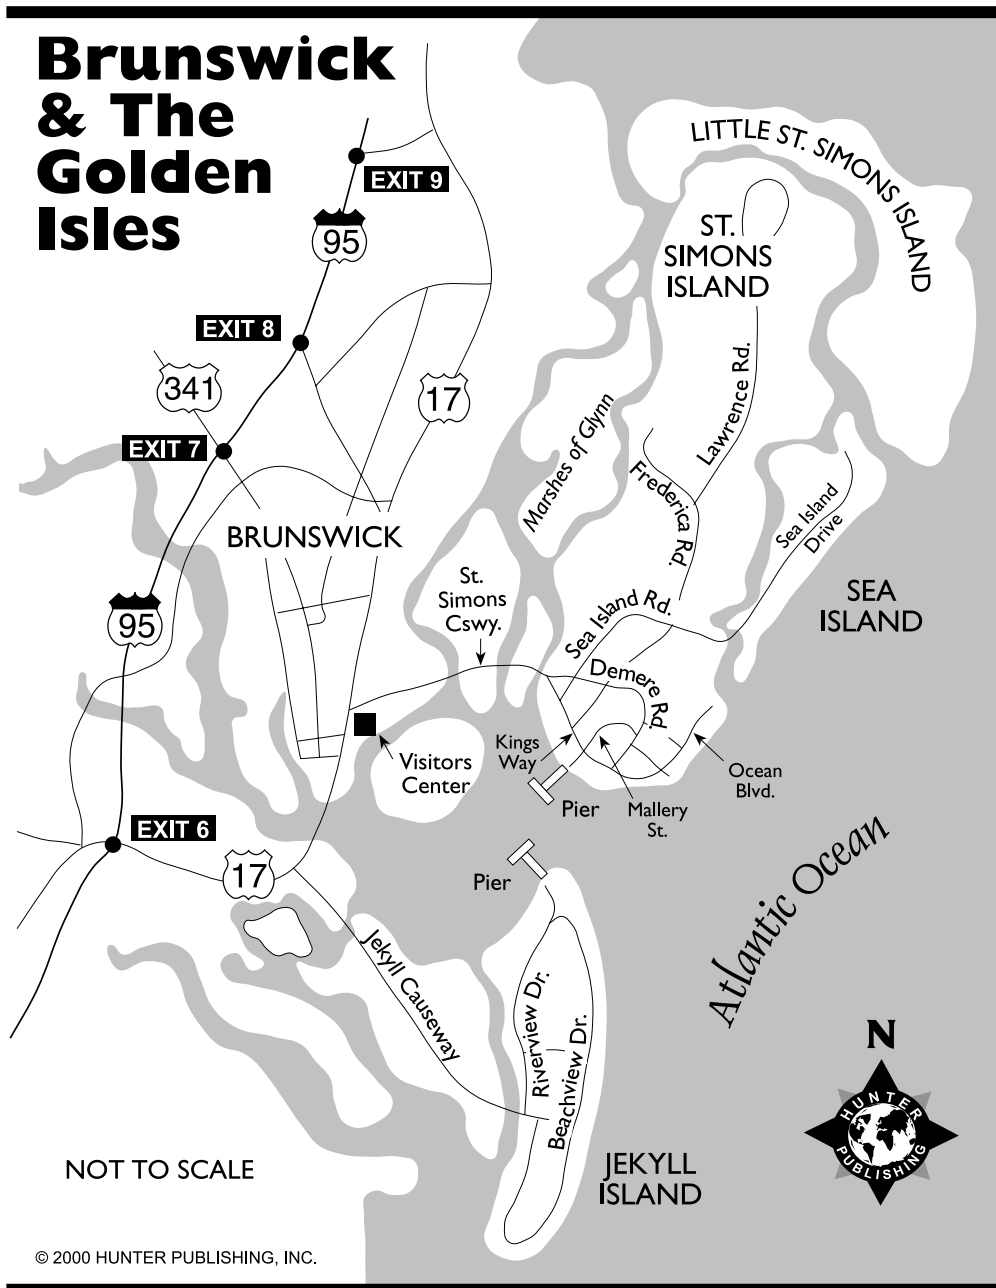 Brunswick
& The
Golden
Isles
LITTLE ST. SIMONS ISLAND
EXIT 9
95
ST.
SIMONS
ISLAND
EXIT 8
341
17
Lawrence Rd.
EXIT 7
Marshes of Glynn
Frederica Rd.
Sea Island
Drive
BRUNSWICK
St.
Simons
Cswy.
SEA
ISLAND
95
Sea Island Rd.
Demere Rd.
Kings
Way
Visitors
Center
Ocean
Blvd.
Pier
Mallery
St.
EXIT 6
17
Pier
Atlantic Ocean
Jekyll Causeway
Riverview Dr.
Beachview Dr.
N
HUNTER
PUBLISHING
NOT TO SCALE
JEKYLL
ISLAND
© 2000 HUNTER PUBLISHING, INC.